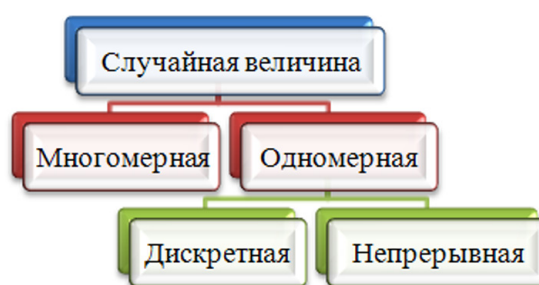 Случайная величина
Многомерная
Одномерная
Дискретная
Непрерывная